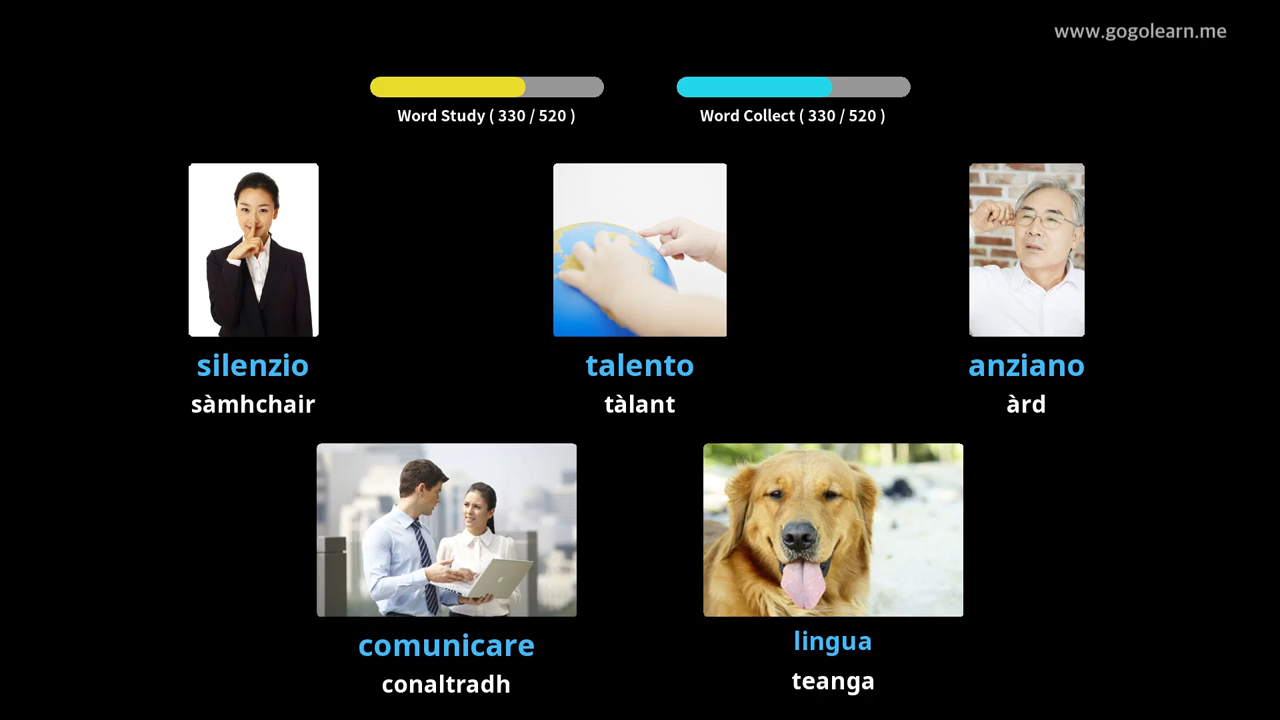 www.gogolearn.me
Word Study ( 330 / 520 )
Word Collect ( 330 / 520 )
silenzio
sàmhchair
talento
tàlant
anziano
àrd
comunicare
conaltradh
lingua
teanga